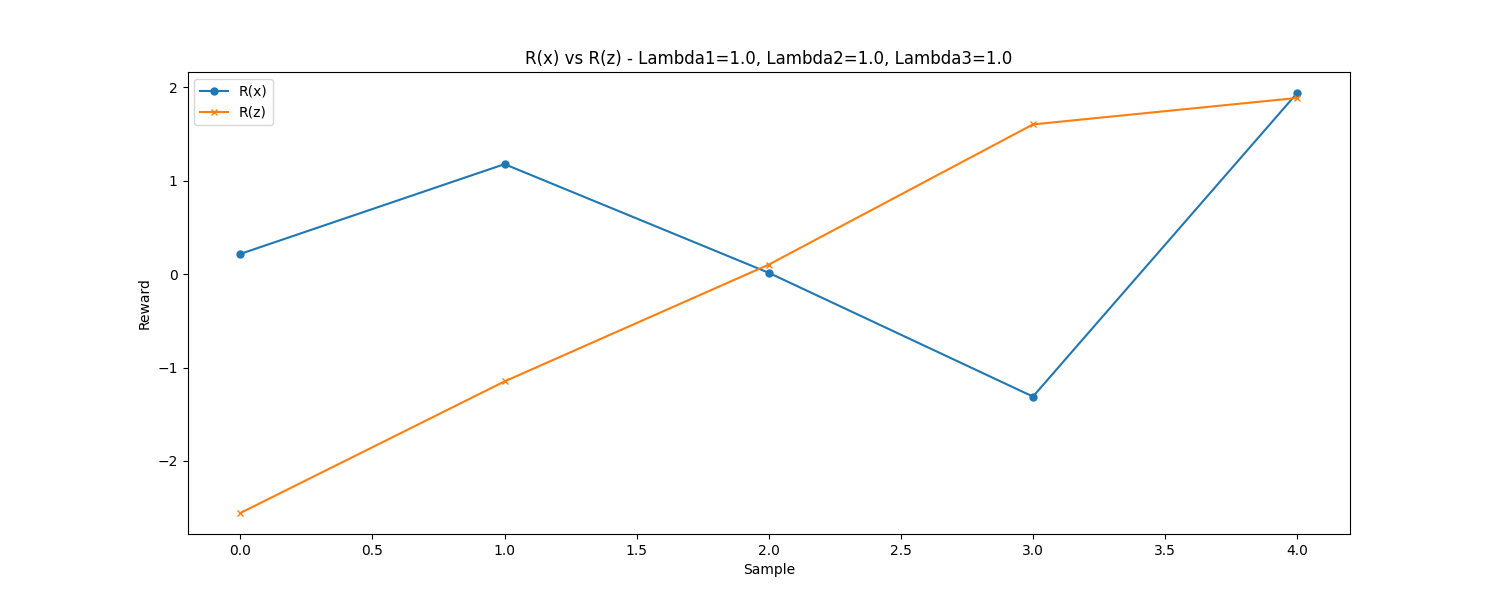 R(x) vs R(z) - Lambda1=1.0, Lambda2=1.0, Lambda3=1.0
R(x)
R(z)
2
1
0
−1
−2
Reward
0.0 0.5 1.0 1.5 2.0 2.5 3.0 3.5 4.0
Sample